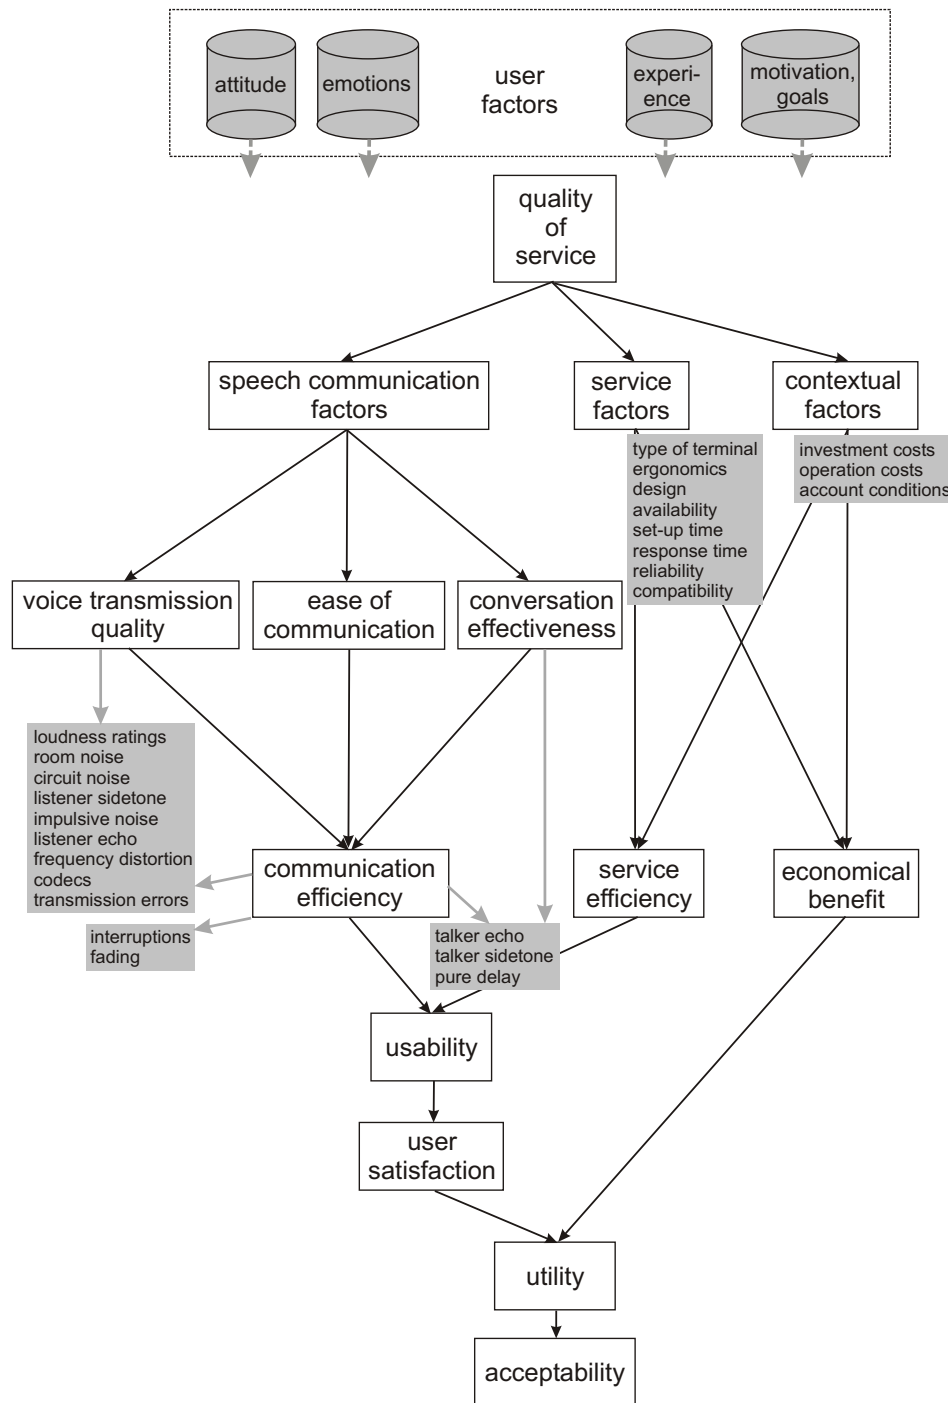 attitude
emotions
user
factors
experi-
ence
motivation,
goals
quality
of
service
speech communication
factors
service
factors
contextual
factors
type of terminal
ergonomics
design
availability
set-up time
response time
reliability
compatibility
investment costs
operation costs
account conditions
voice transmission
quality
ease of
communication
conversation
effectiveness
loudness ratings
room noise
circuit noise
listener sidetone
impulsive noise
listener echo
frequency distortion
codecs
transmission errors
communication
efficiency
service
efficiency
economical
benefit
interruptions
fading
talker echo
talker sidetone
pure delay
usability
user
satisfaction
utility
acceptability